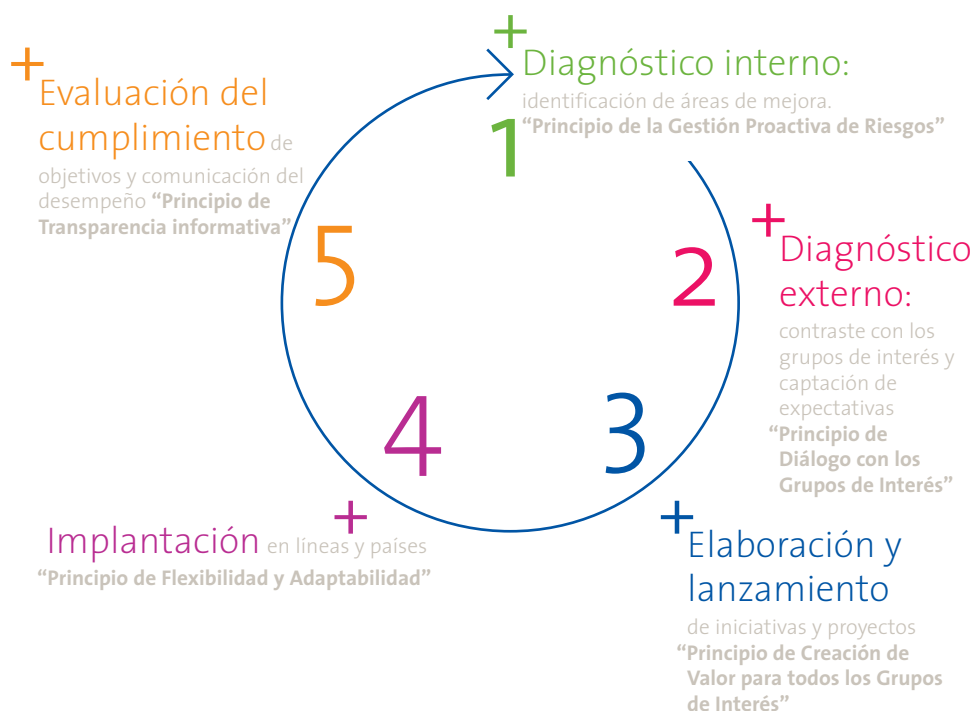 +
Diagnóstico interno:
identificación de áreas de mejora.
“Principio de la Gestión Proactiva de Riesgos”
1
+
Diagnóstico
externo:
contraste con los
grupos de interés y
captación de
expectativas
“Principio de
Diálogo con los
Grupos de Interés”
2
+
Elaboración y
lanzamiento
de iniciativas y proyectos
“Principio de Creación de
Valor para todos los Grupos
de Interés”
3
+
Implantación en líneas y países
“Principio de Flexibilidad y Adaptabilidad”
4
+
Evaluación del
cumplimiento de
objetivos y comunicación del
desempeño “Principio de
Transparencia informativa”
5